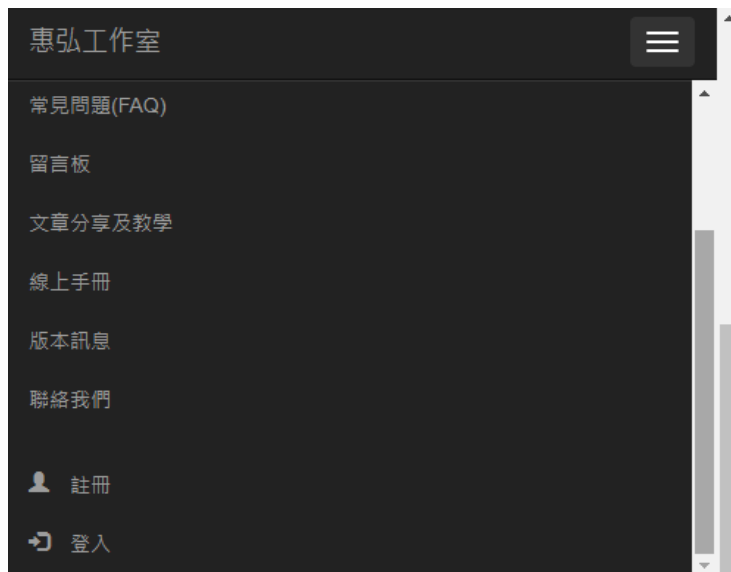 惠弘工作室
常見問題(FAQ)
留言板
文章分享及教學
線上手冊
版本訊息
聯絡我們
註冊
登入